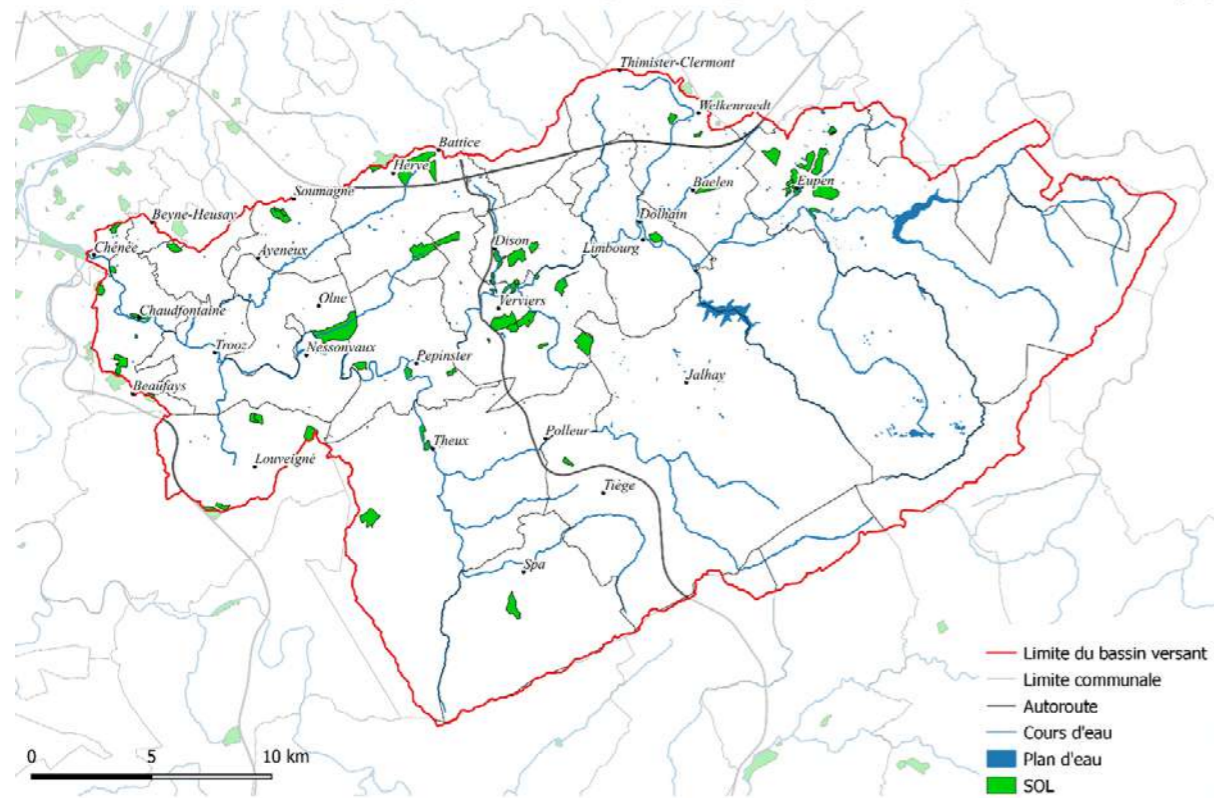 Thimister-Clermont
Welkenraedt
Battice
Herve
Soumagne
Baelen
Eupen
Beyne-Heusay
Dolhain
Chênée
Ayeneux
Dison
Limbourg
Olne
Verviers
Chaudfontaine
Trooz
Nessonvaux
Pepinster
Jalhay
Beaufays
Polleur
Theux
Louveigné
Tiège
Spa
Limite du bassin versant
Limite communale
Autoroute
Cours d'eau
Plan d'eau
SOL
0 5 10 km